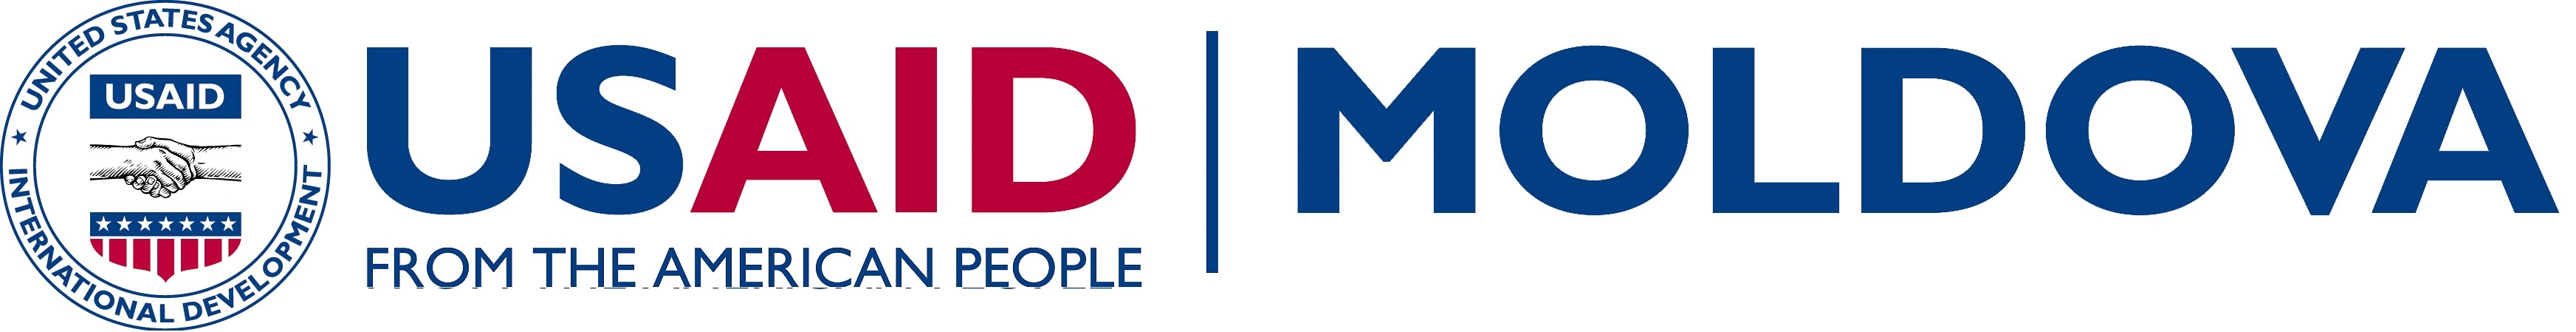 UNITED STATES AGENCY
USAID
INTERNATIONAL DEVELOPMENT
USAID
FROM THE AMERICAN PEOPLE
MOLDOVA